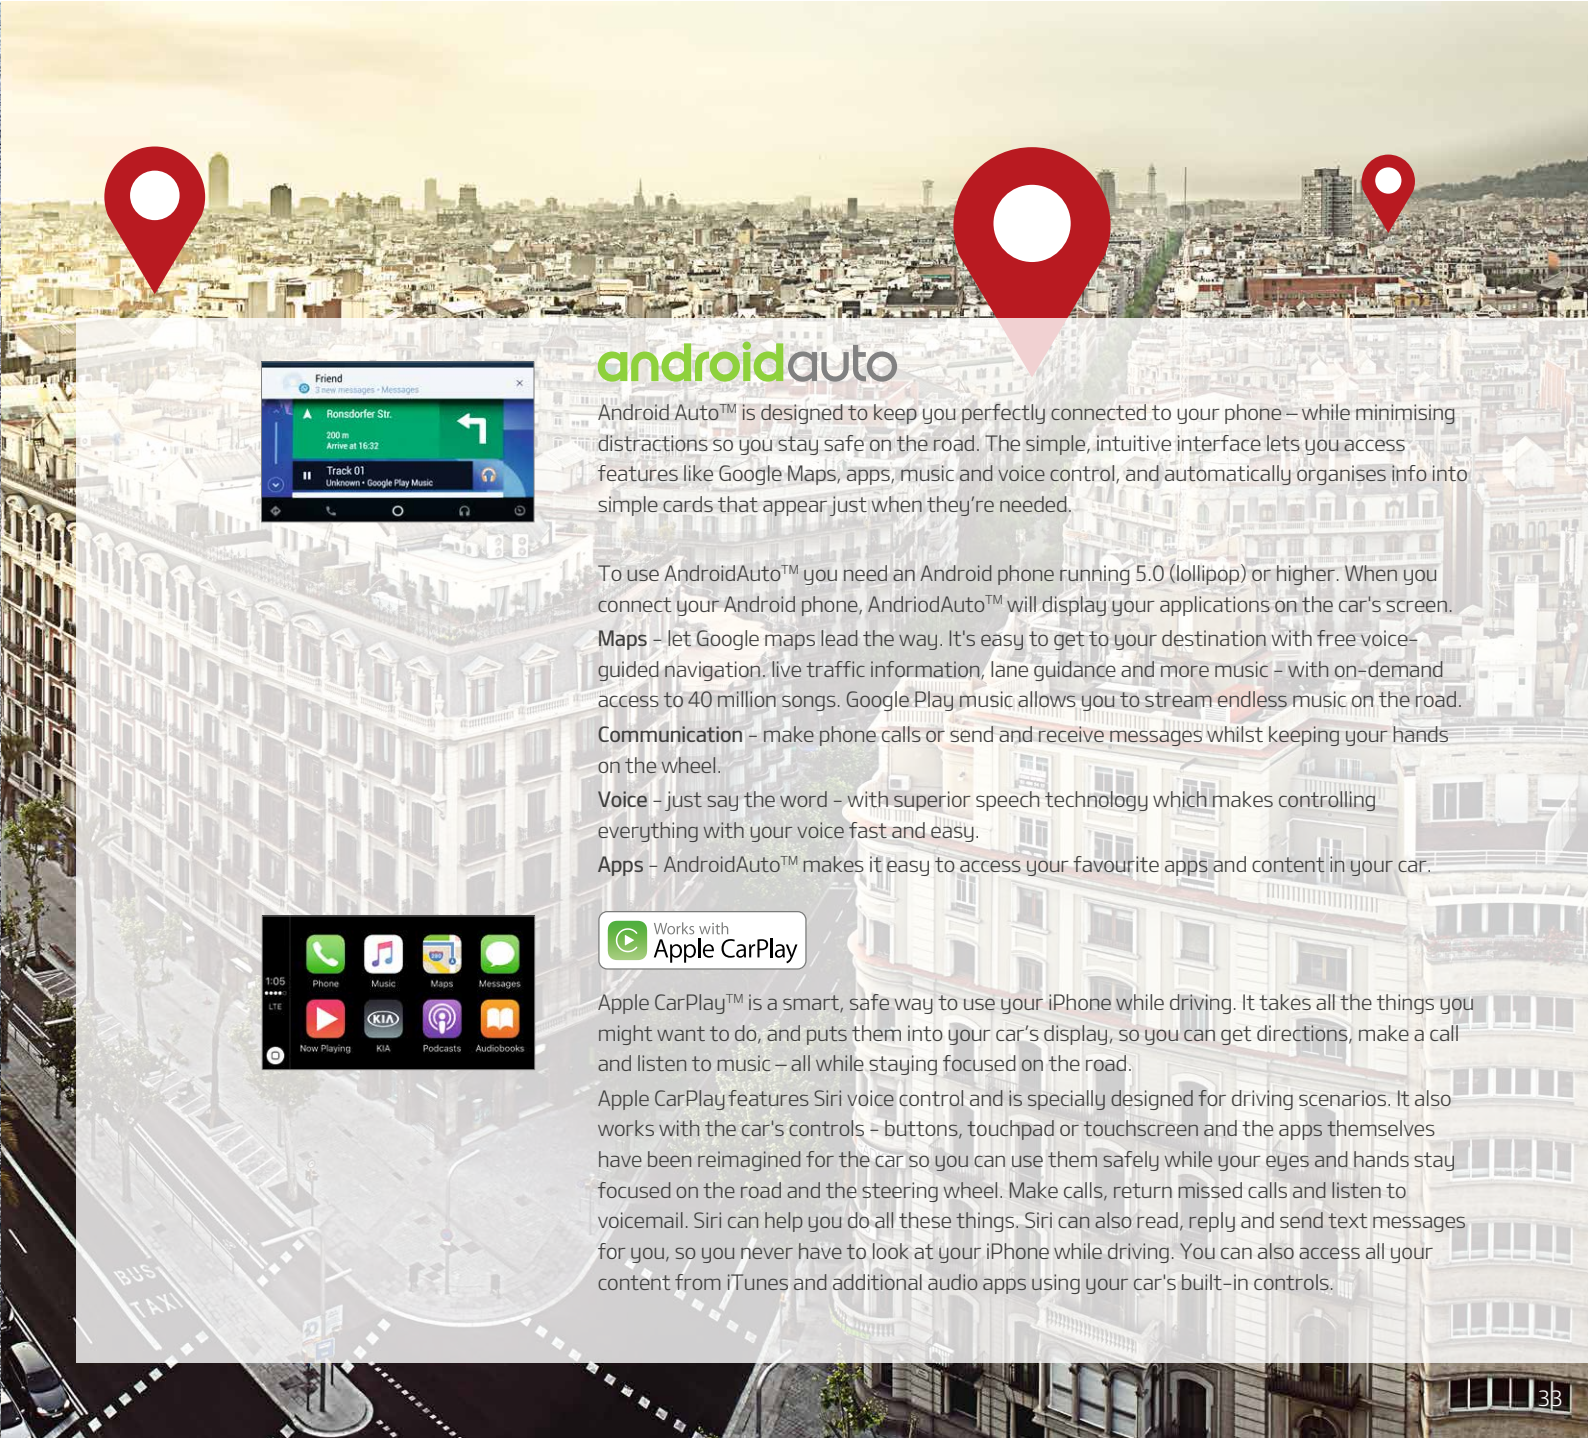 Friend
3 new messages • Messages
Ronsdorfer Str.
200 m
Arrive at 16:32
Track 01
Unknown • Google Play Music
androidauto
Android Auto™ is designed to keep you perfectly connected to your phone – while minimising
distractions so you stay safe on the road. The simple, intuitive interface lets you access
features like Google Maps, apps, music and voice control, and automatically organises info into
simple cards that appear just when they’re needed.
To use AndroidAuto™ you need an Android phone running 5.0 (lollipop) or higher. When you
connect your Android phone, AndriodAuto™ will display your applications on the car's screen.
Maps - let Google maps lead the way. It's easy to get to your destination with free voice-
guided navigation. live traffic information, lane guidance and more music - with on-demand
access to 40 million songs. Google Play music allows you to stream endless music on the road.
Communication - make phone calls or send and receive messages whilst keeping your hands
on the wheel.
Voice - just say the word - with superior speech technology which makes controlling
everything with your voice fast and easy.
Apps - AndroidAuto™ makes it easy to access your favourite apps and content in your car.
1:05
LTE
Phone
Music
Maps
Messages
Now Playing
KIA
KIA
Podcasts
Audiobooks
Works with
Apple CarPlay
Apple CarPlay™ is a smart, safe way to use your iPhone while driving. It takes all the things you
might want to do, and puts them into your car’s display, so you can get directions, make a call
and listen to music – all while staying focused on the road.
Apple CarPlay features Siri voice control and is specially designed for driving scenarios. It also
works with the car's controls - buttons, touchpad or touchscreen and the apps themselves
have been reimagined for the car so you can use them safely while your eyes and hands stay
focused on the road and the steering wheel. Make calls, return missed calls and listen to
voicemail. Siri can help you do all these things. Siri can also read, reply and send text messages
for you, so you never have to look at your iPhone while driving. You can also access all your
content from iTunes and additional audio apps using your car's built-in controls.
BUS
TAXI
33